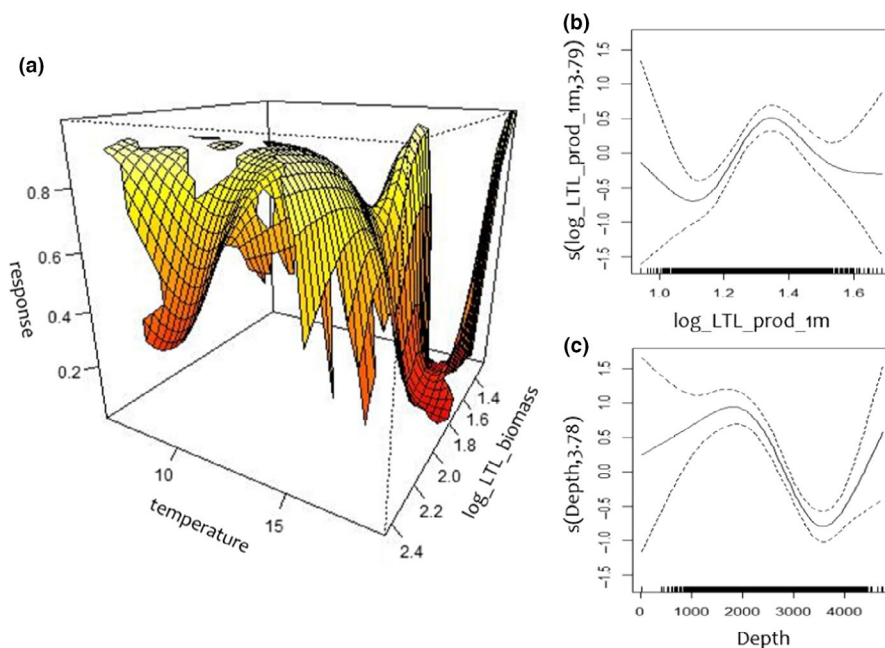 (a)
response
0.2
0.4
0.6
0.8
temperature
10
15
log_LTL_biomass
1.4
1.6
1.8
2.0
2.2
2.4
(b)
s(log_LTL_prod_1m,3.79)
1.5
1.0
0.5
0.0
-0.5
-1.0
-1.5
1.0 1.2 1.4 1.6
log_LTL_prod_1m
(c)
s(Depth,3.78)
1.5
1.0
0.5
0.0
-0.5
-1.0
-1.5
0 1000 2000 3000 4000
Depth